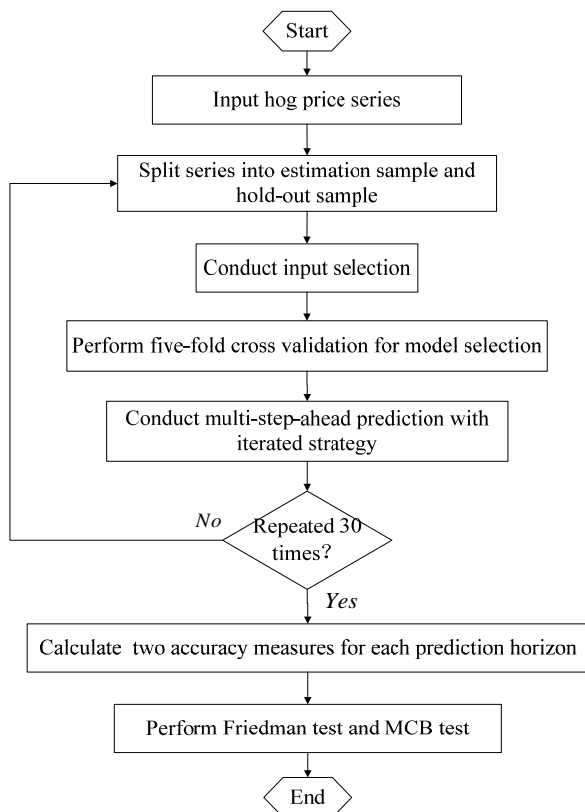 Start
Input hog price series
Split series into estimation sample and
hold-out sample
Conduct input selection
Perform five-fold cross validation for model selection
Conduct multi-step-ahead prediction with
iterated strategy
No
Repeated 30
times?
Yes
Calculate two accuracy measures for each prediction horizon
Perform Friedman test and MCB test
End